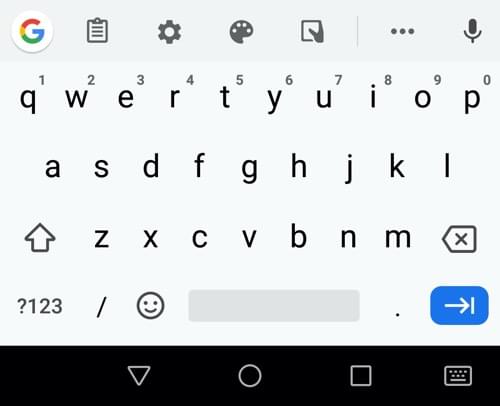 G
1 2 3 4 5 6 7 8 9 0
q w e r t y u i o p
a s d f g h j k l
z x c v b n m
?123 / .